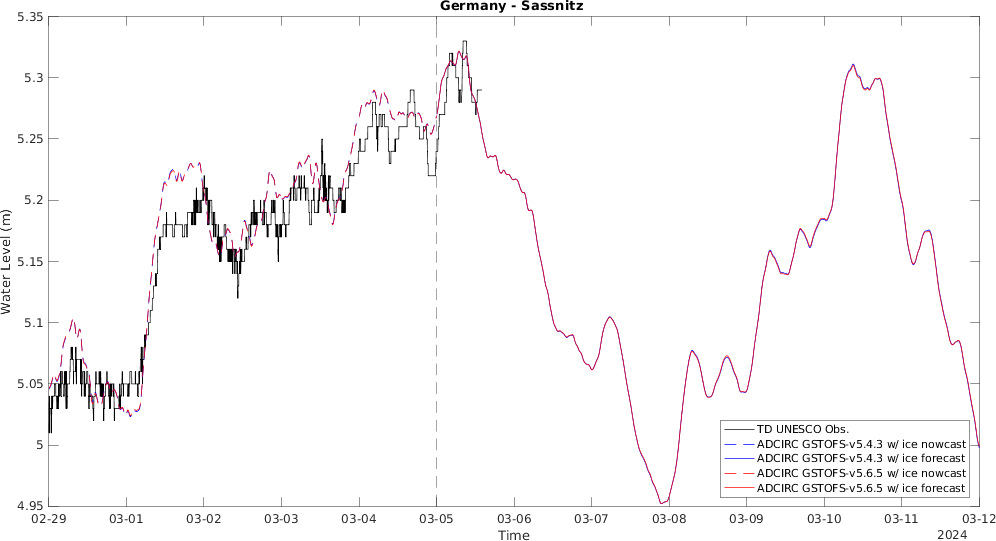 Germany - Sassnitz
5.35
5.3
5.25
5.2
5.15
5.1
5.05
5
4.95
Water Level (m)
TD UNESCO Obs.
ADCIRC GSTOFS-v5.4.3 w/ ice nowcast
ADCIRC GSTOFS-v5.4.3 w/ ice forecast
ADCIRC GSTOFS-v5.6.5 w/ ice nowcast
ADCIRC GSTOFS-v5.6.5 w/ ice forecast
02-29 03-01 03-02 03-03 03-04 03-05 03-06 03-07 03-08 03-09 03-10 03-11 03-12
Time
2024